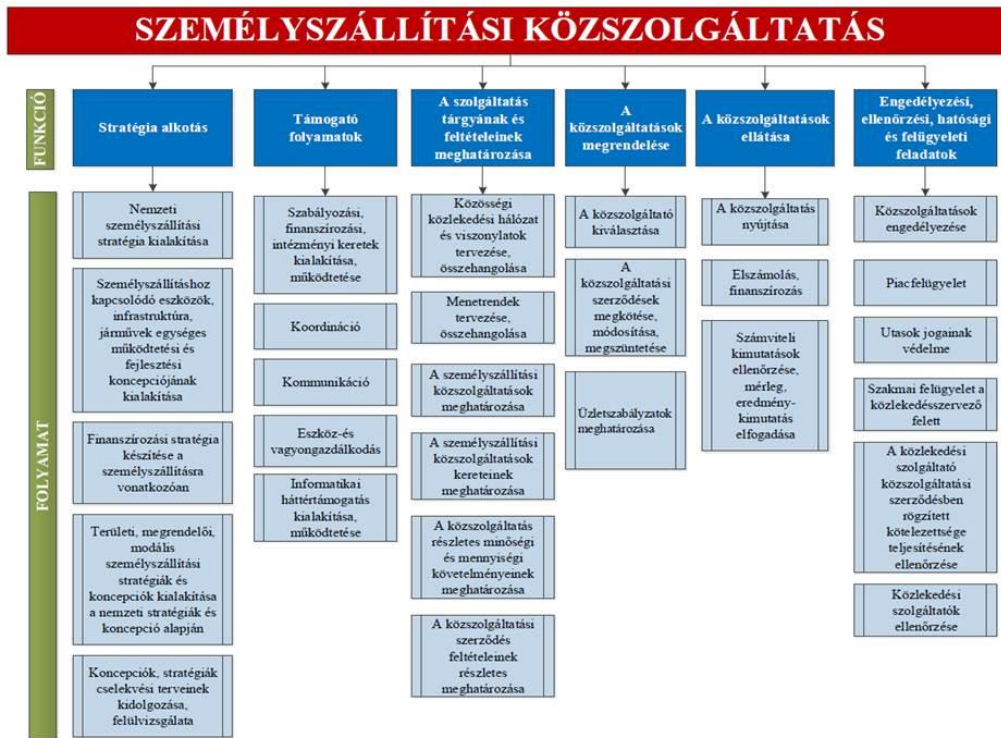 SZEMÉLYSZÁLLÍTÁSI KÖZSZOLGÁLTATÁS
FUNKCIÓ
Stratégia alkotás
Támogató
folyamatok
A szolgáltatás
tárgyának és
feltételeinek
meghatározása
A
közszolgáltatások
megrendelése
A közszolgáltatások
ellátása
Engedélyezési,
ellenőrzési, hatósági
és felügyeleti
feladatok
FOLYAMAT
Nemzeti
személyszállítási
stratégia kialakítása
Személyszállításhoz
kapcsolódó eszközök,
infrastruktúra,
járművek egységes
működtetési és
fejlesztési
koncepciójának
kialakítása
Finanszírozási stratégia
készítése a
személyszállításra
vonatkozóan
Területi, megrendelői,
modális
személyszállítási
stratégiák és
koncepciók kialakítása
a nemzeti stratégiák és
koncepció alapján
Koncepciók, stratégiák
cselekvési terveinek
kidolgozása,
felülvizsgálata
Szabályozási,
finanszírozási,
intézményi keretek
kialakítása,
működtetése
Koordináció
Kommunikáció
Eszköz-és
vagyongazdálkodás
Informatikai
háttértámogatás
kialakítása,
működtetése
Közösségi
közlekedési hálózat
és viszonylatok
tervezése,
összehangolása
Menetrendek
tervezése,
összehangolása
A személyszállítási
közszolgáltatások
meghatározása
A személyszállítási
közszolgáltatások
kereteinek
meghatározása
A közszolgáltatás
részletes minőségi
és mennyiségi
követelményeinek
meghatározása
A közszolgáltatási
szerződés
feltételeinek
részletes
meghatározása
A közszolgáltató
kiválasztása
A
közszolgáltatási
szerződések
megkötése,
módosítása,
megszüntetése
Üzletszabályzatok
meghatározása
A közszolgáltatás
nyújtása
Elszámolás,
finanszírozás
Számviteli
kimutatások
ellenőrzése,
mérleg,
eredmény-
kimutatás
elfogadása
Közszolgáltatások
engedélyezése
Piacfelügyelet
Utasok jogainak
védelme
Szakmai felügyelet a
közlekedésszervező
felett
A közlekedési
szolgáltató
közszolgáltatási
szerződésben
rögzített
kötelezettsége
teljesítésének
ellenőrzése
Közlekedési
szolgáltatók
ellenőrzése